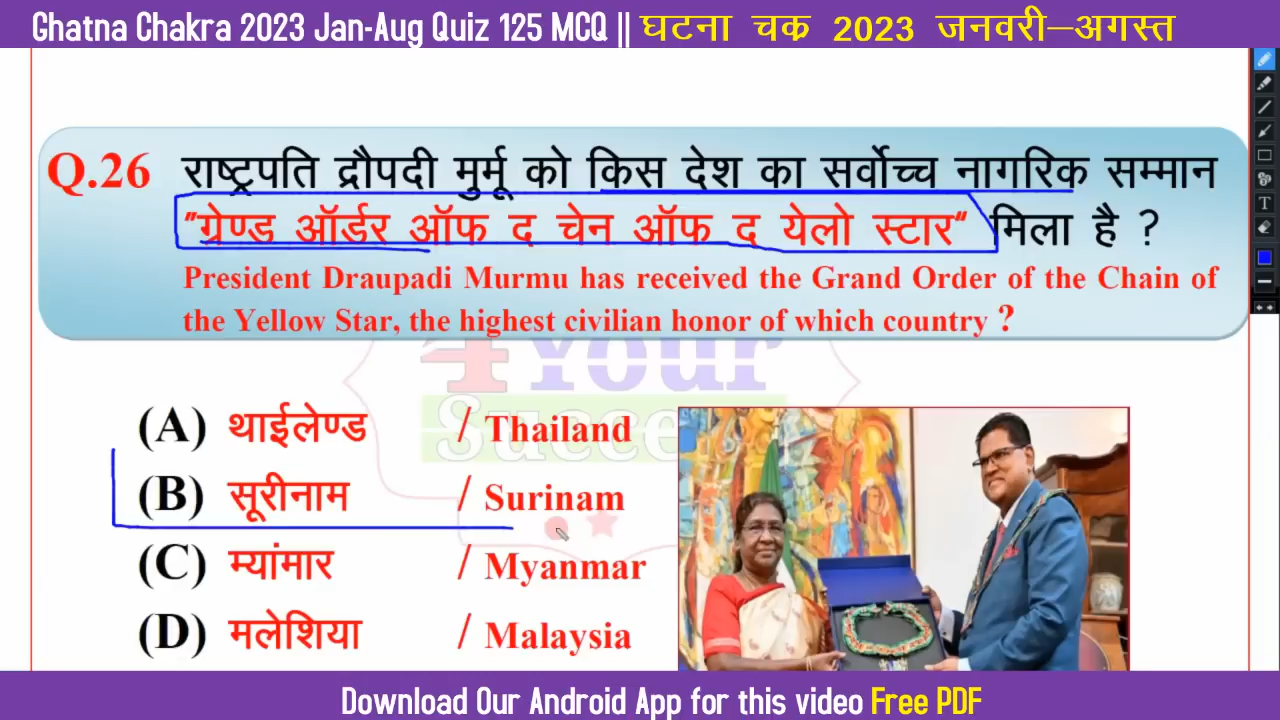 Ghatna Chakra 2023 Jan-Aug Quiz 125 MCQ || घटना चक्र 2023 जनवरी–अगस्त
Q.26 राष्ट्रपति द्रौपदी मुर्मू को किस देश का सर्वोच्च नागरिक सम्मान
"ग्रेण्ड ऑर्डर ऑफ द चेन ऑफ द येलो स्टार" मिला है ?
President Draupadi Murmu has received the Grand Order of the Chain of
the Yellow Star, the highest civilian honor of which country ?
4Your
Success
(A) थाईलेण्ड / Thailand
(B) सूरीनाम / Surinam
(C) म्यांमार / Myanmar
(D) मलेशिया / Malaysia
Download Our Android App for this video Free PDF